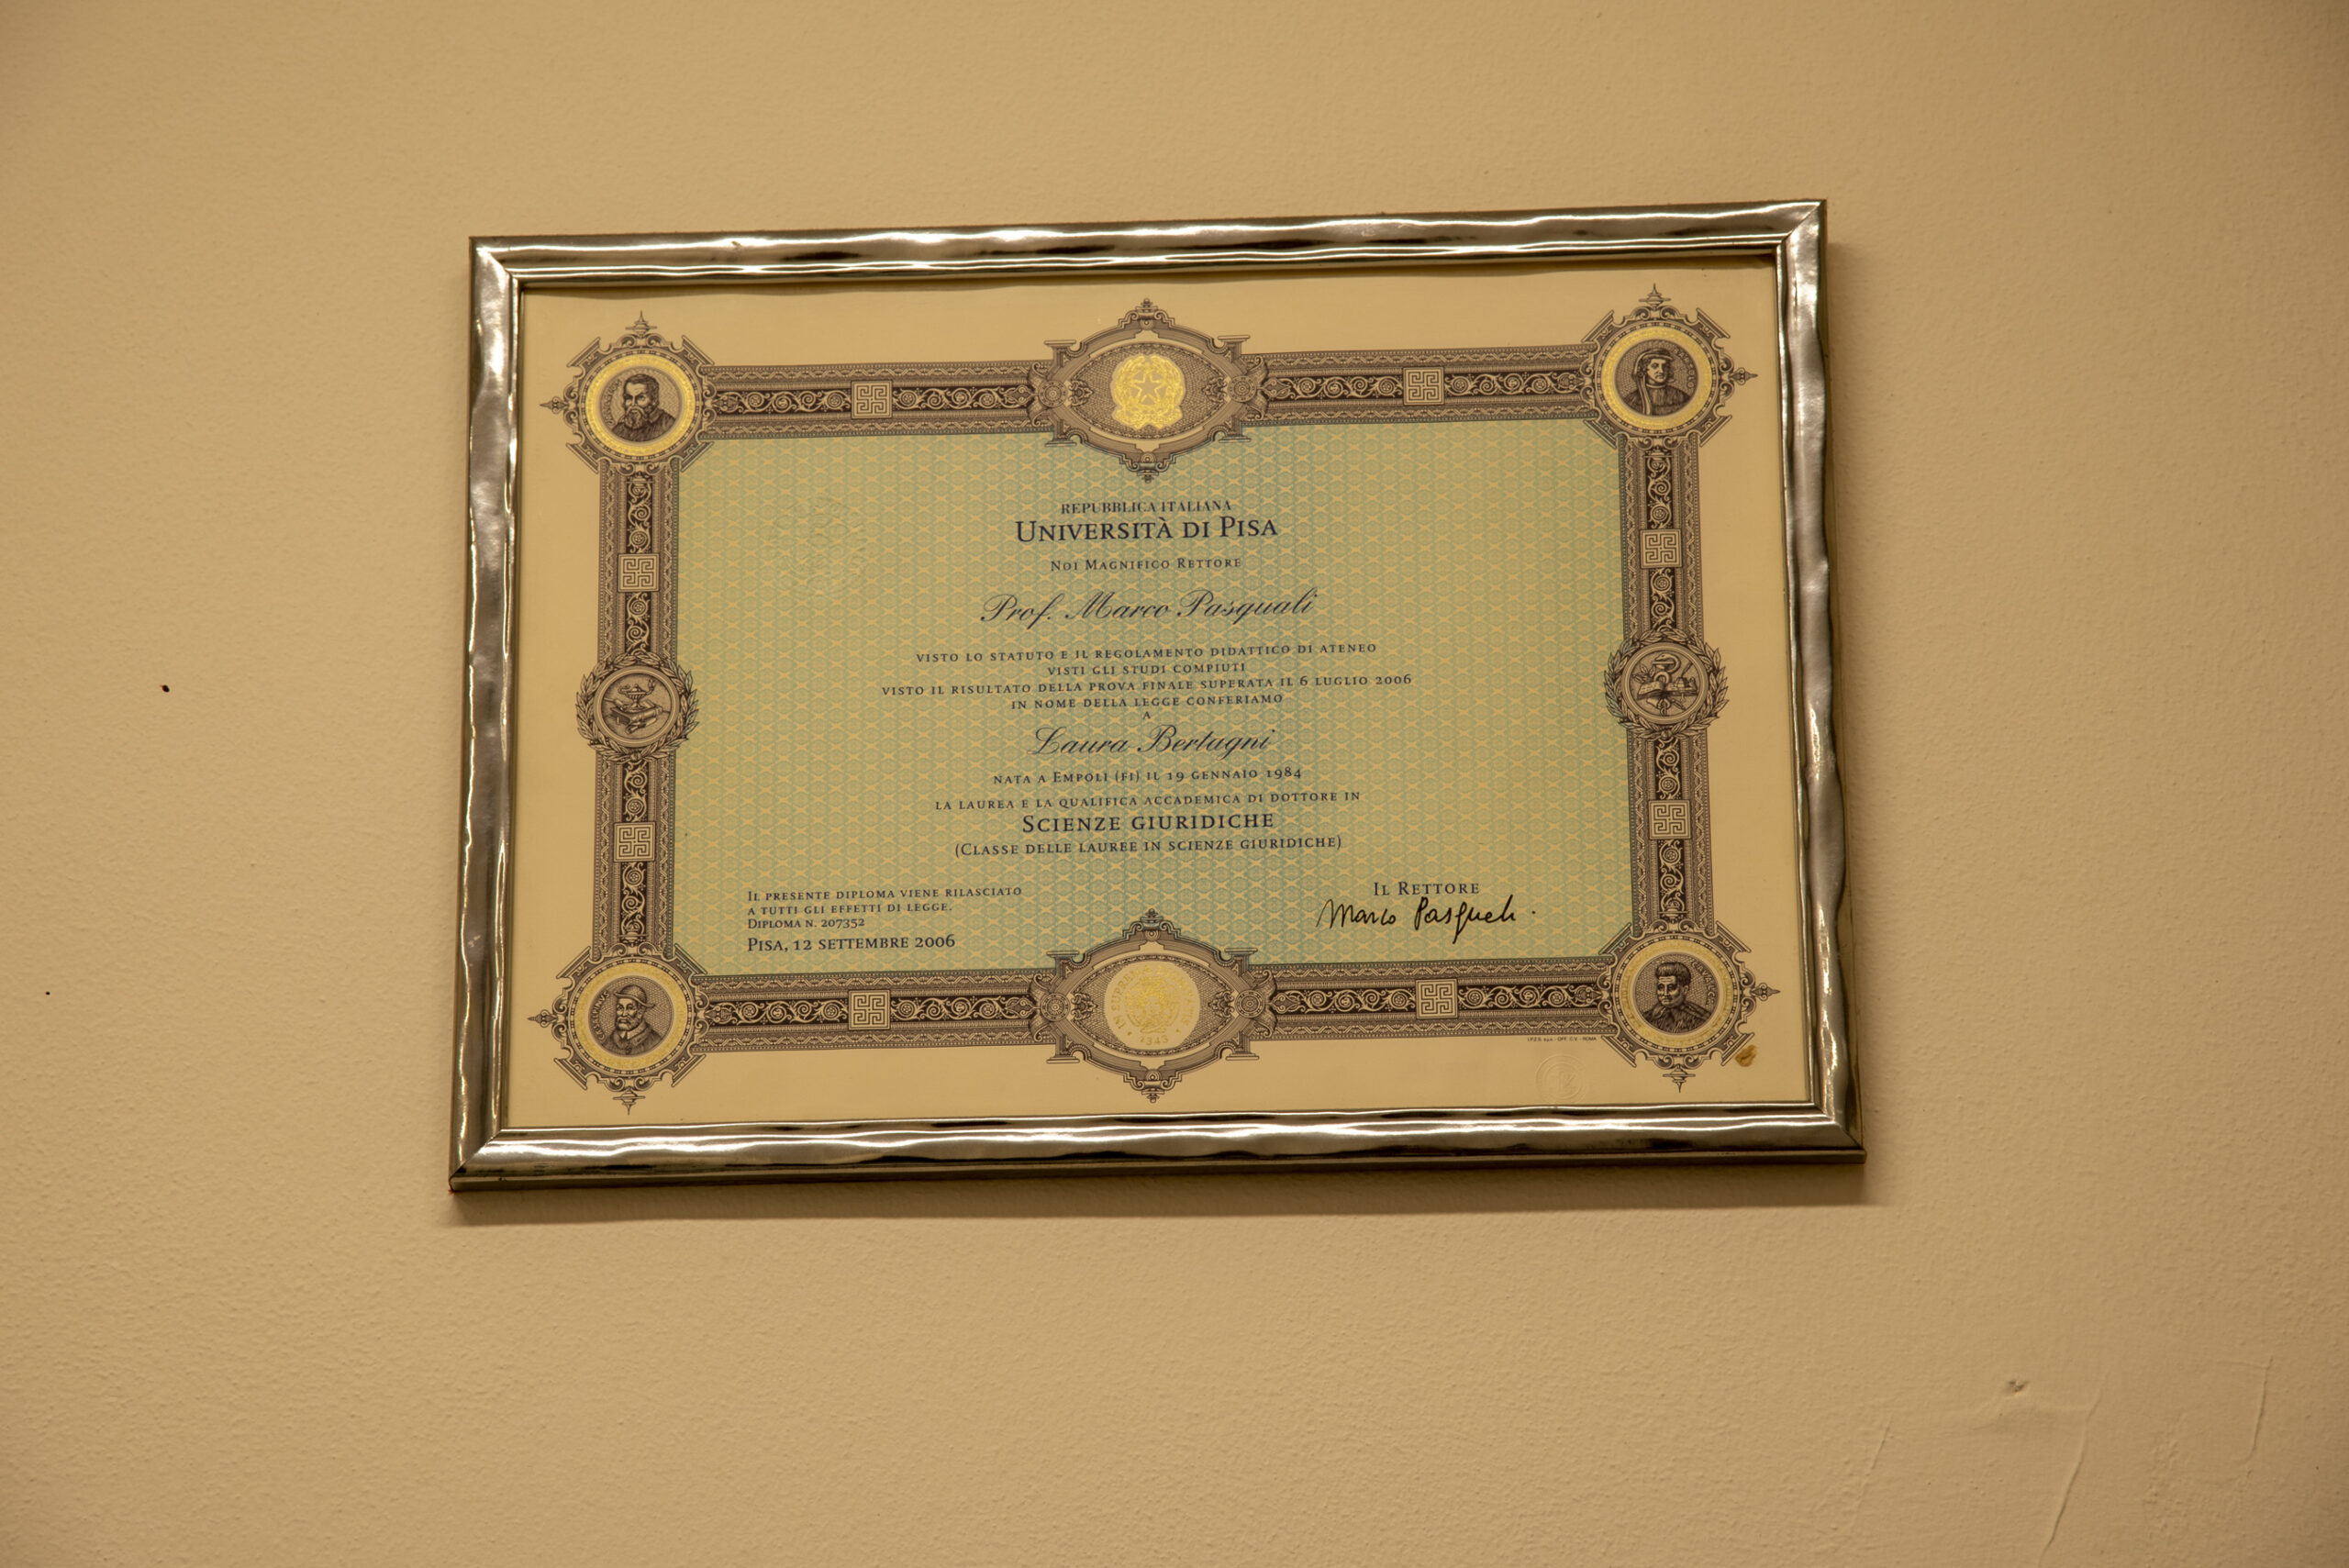 REPUBBLICA ITALIANA
UNIVERSITÀ DI PISA
NOI MAGNIFICO RETTORE
Prof. Marco Pasquali
VISTO LO STATUTO E IL REGOLAMENTO DIDATTICO DI ATENEO
VISTI GLI STUDI COMPIUTI
VISTO IL RISULTATO DELLA PROVA FINALE SUPERATA IL 6 LUGLIO 2006
IN NOME DELLA LEGGE CONFERIAMO
A
Laura Bertagni
NATA A EMPOLI (FI) IL 19 GENNAIO 1984
LA LAUREA E LA QUALIFICA ACCADEMICA DI DOTTORE IN
SCIENZE GIURIDICHE
(CLASSE DELLE LAUREE IN SCIENZE GIURIDICHE)
IL PRESENTE DIPLOMA VIENE RILASCIATO
A TUTTI GLI EFFETTI DI LEGGE.
DIPLOMA N. 207352
PISA, 12 SETTEMBRE 2006
IL RETTORE
Marco Pasquali
1343